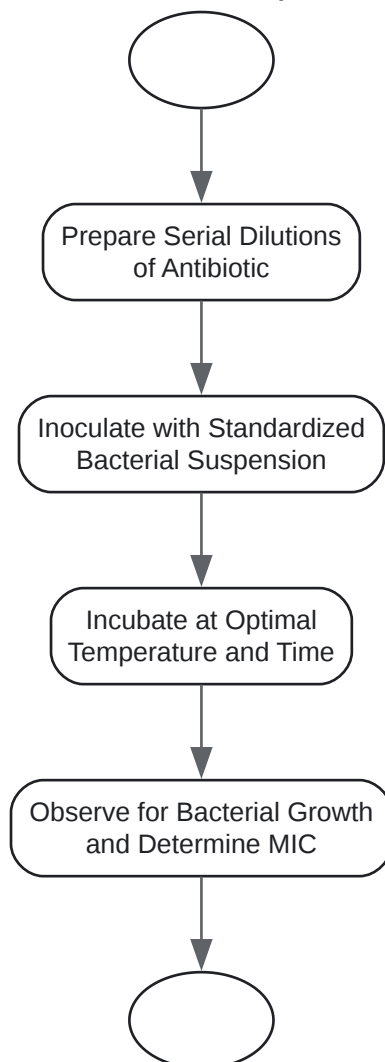 Prepare Serial Dilutions
of Antibiotic
Inoculate with Standardized
Bacterial Suspension
Incubate at Optimal
Temperature and Time
Observe for Bacterial Growth
and Determine MIC